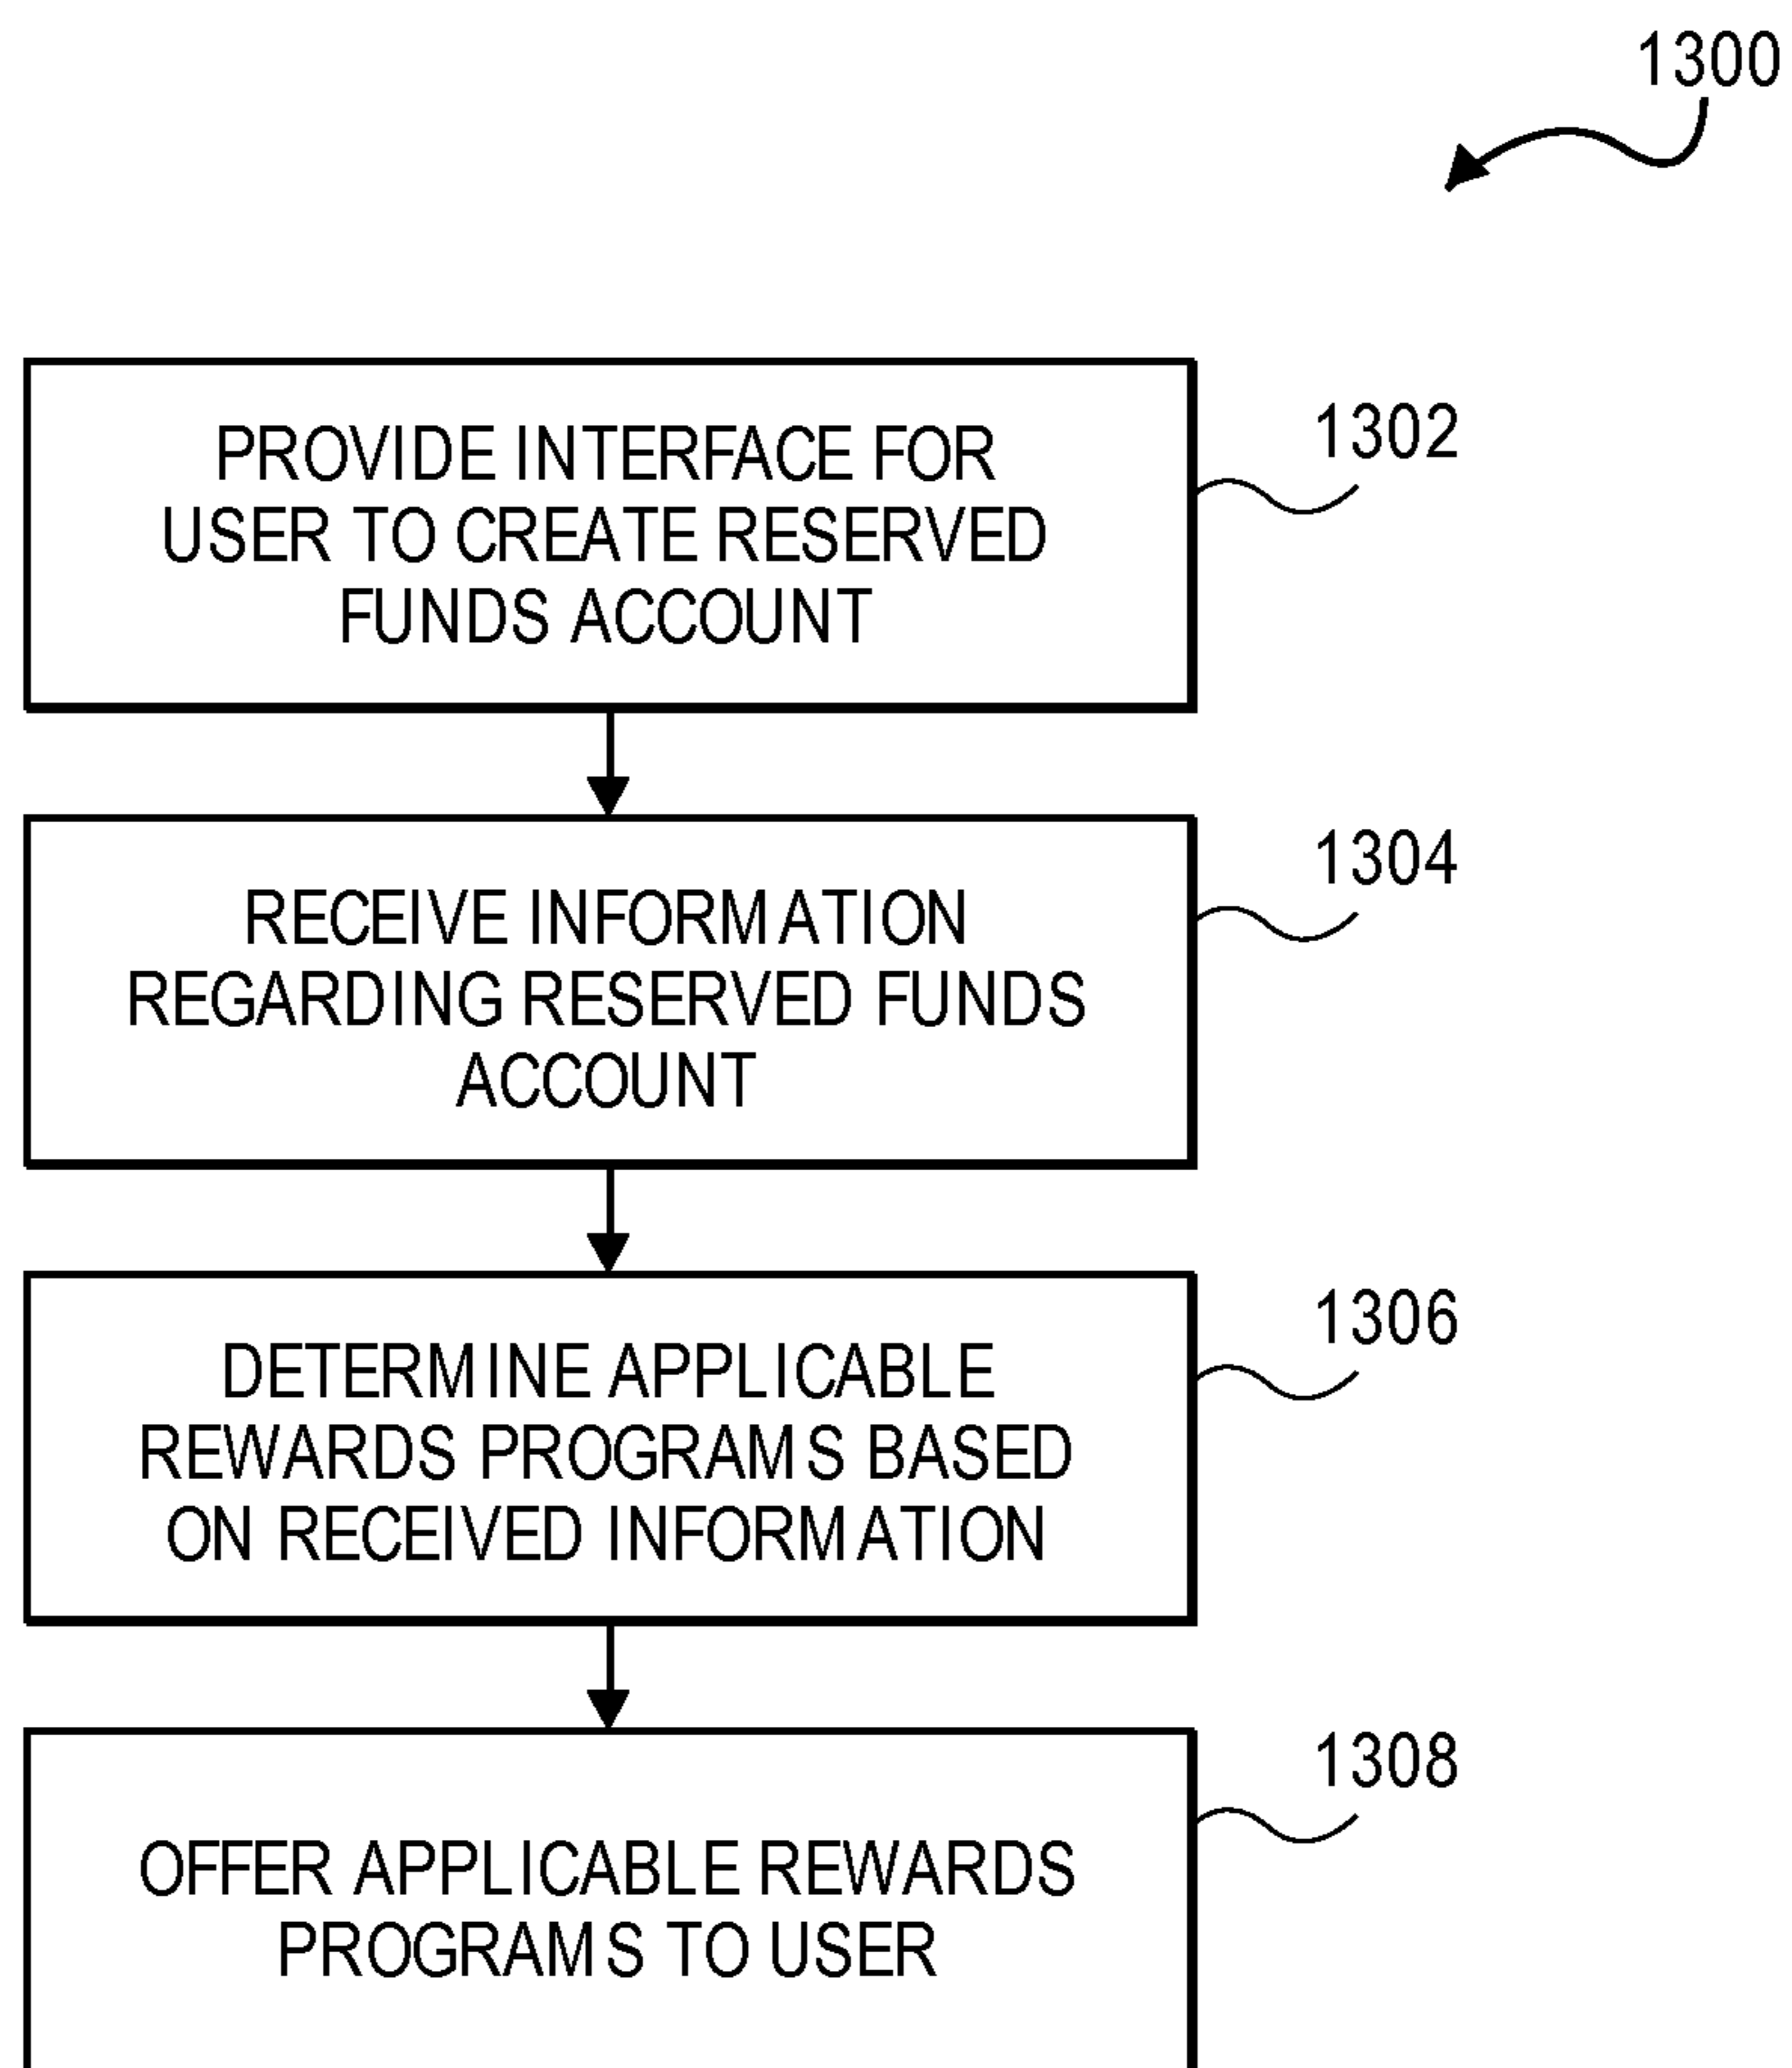 1300
PROVIDE INTERFACE FOR
USER TO CREATE RESERVED
FUNDS ACCOUNT
1302
RECEIVE INFORMATION
REGARDING RESERVED FUNDS
ACCOUNT
1304
DETERMINE APPLICABLE
REWARDS PROGRAMS BASED
ON RECEIVED INFORMATION
1306
OFFER APPLICABLE REWARDS
PROGRAMS TO USER
1308